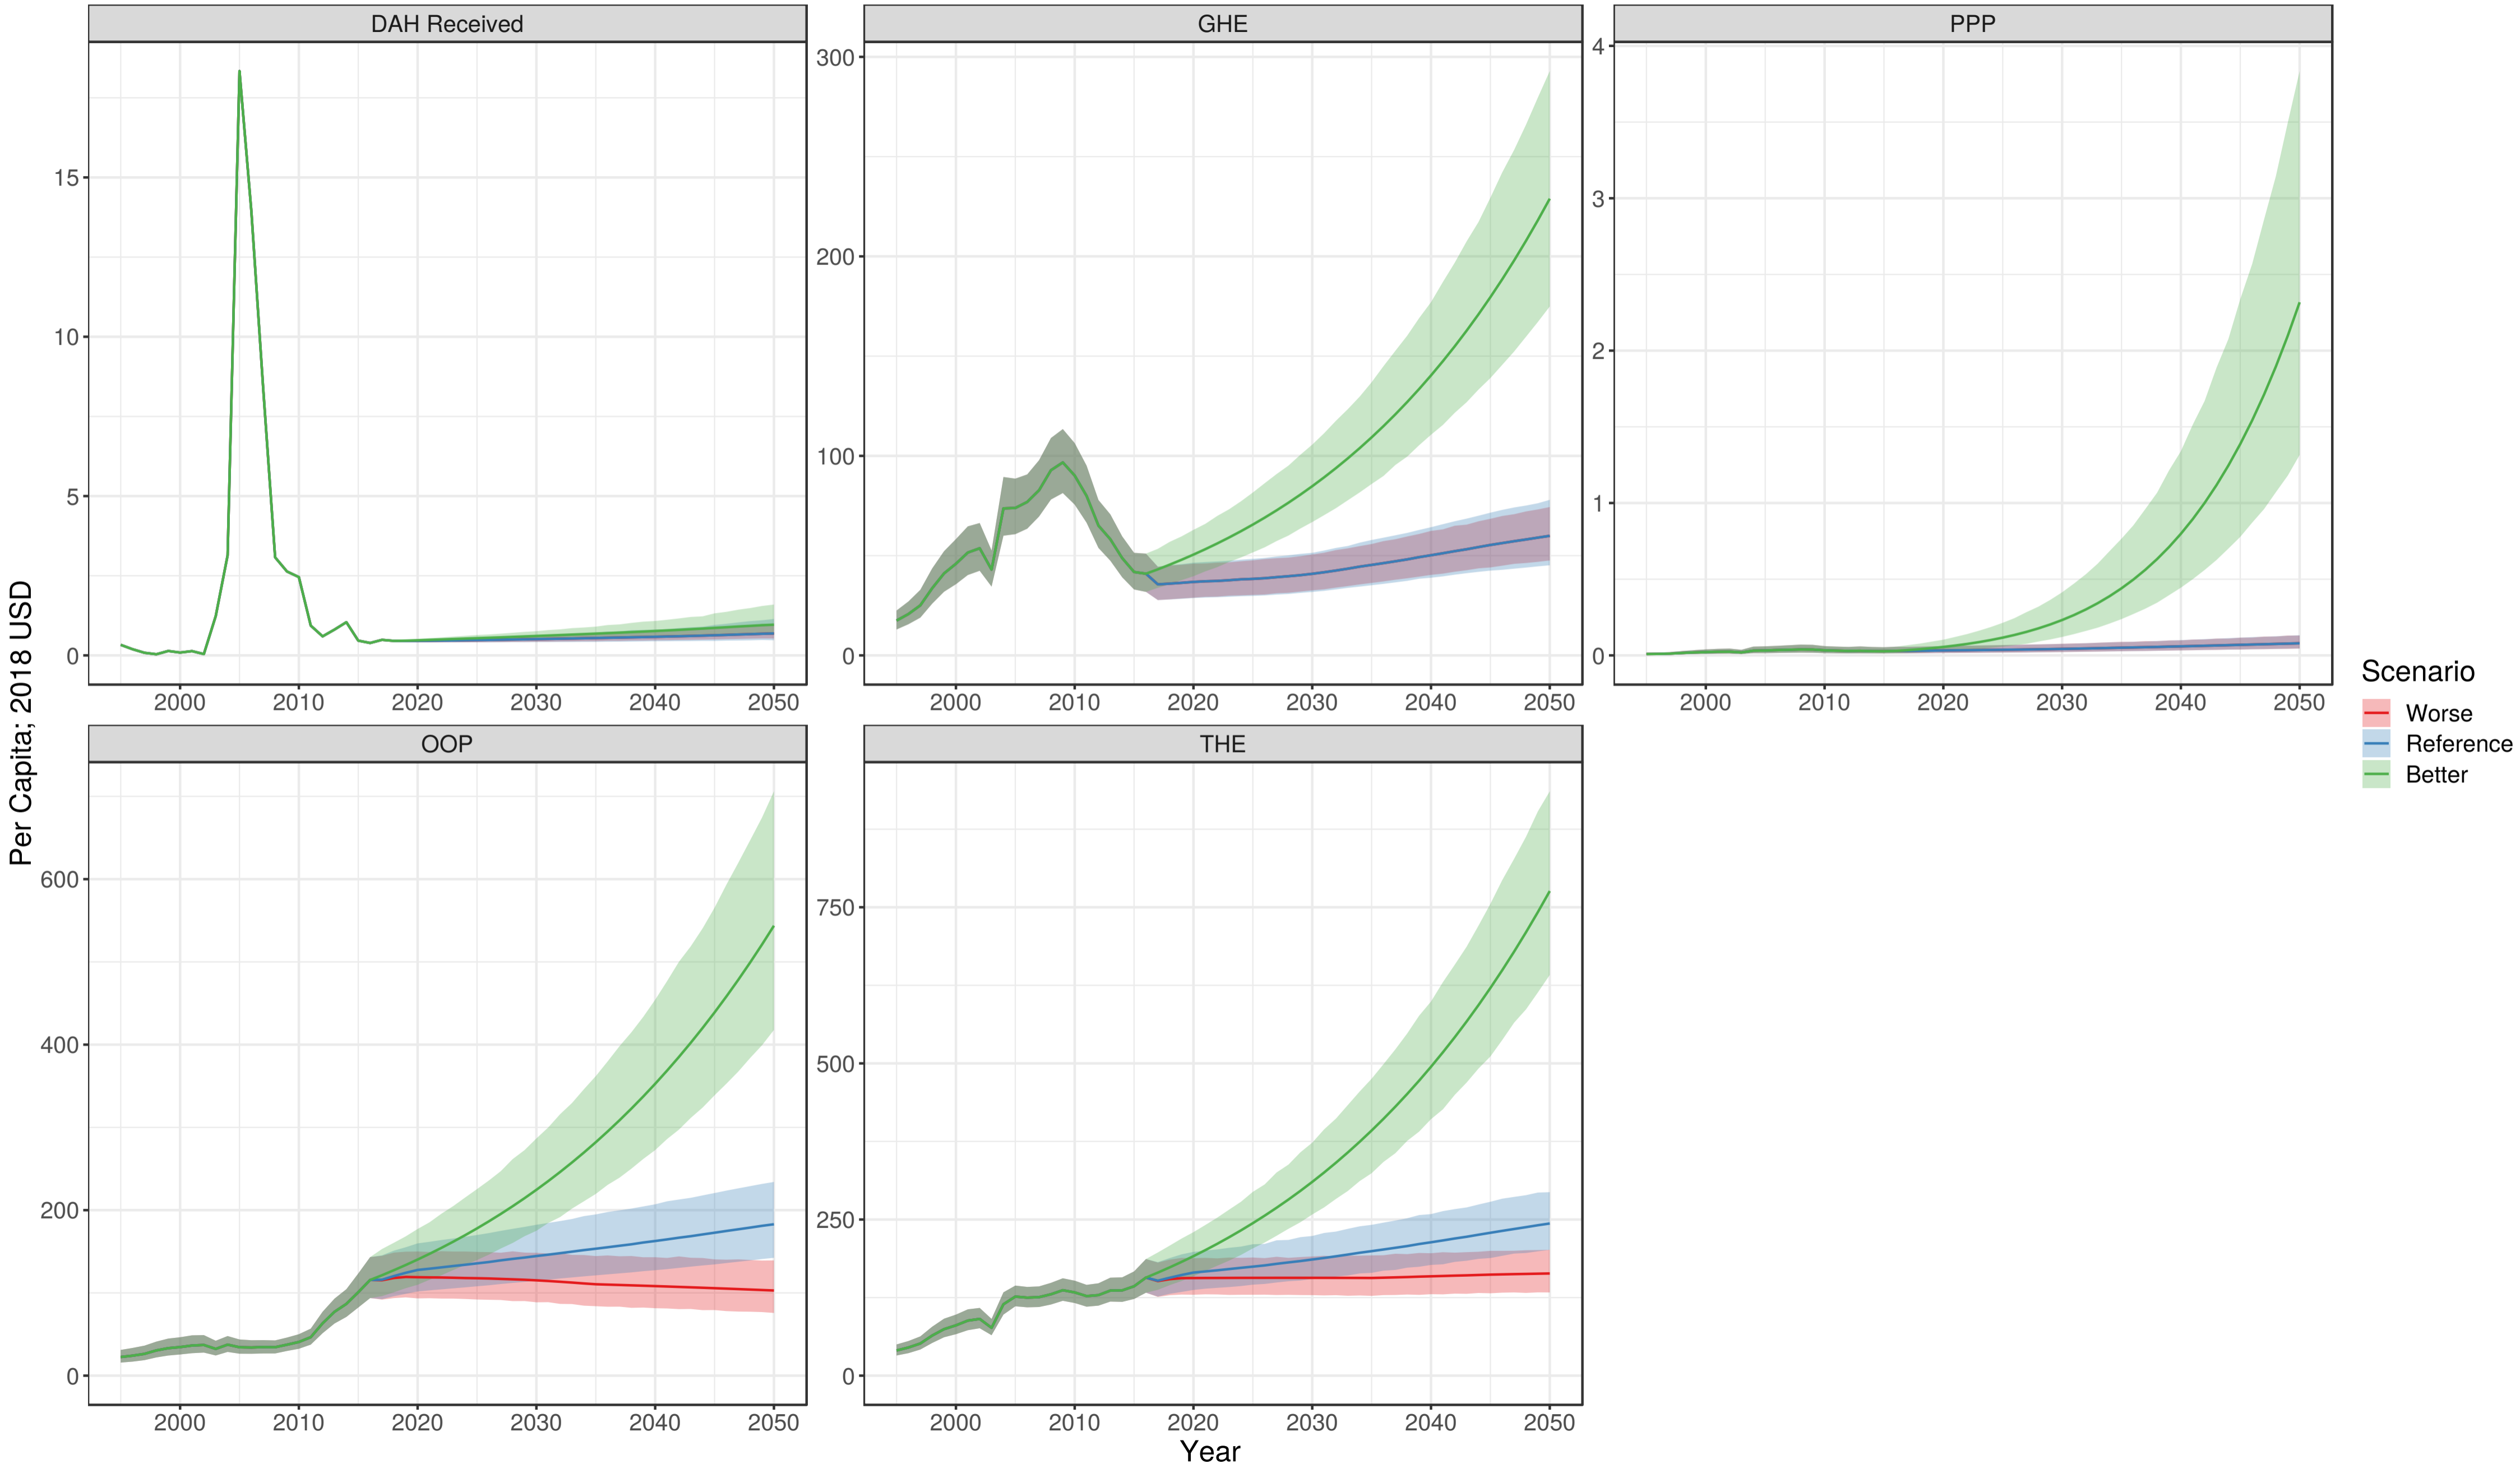 DAH Received
GHE
PPP
15
10
5
0
2000 2010 2020 2030 2040 2050
300
200
100
0
2000 2010 2020 2030 2040 2050
4
3
2
1
0
2000 2010 2020 2030 2040 2050
Per Capita; 2018 USD
OOP
THE
600
400
200
0
2000 2010 2020 2030 2040 2050
750
500
250
0
2000 2010 2020 2030 2040 2050
Year
Scenario
Worse
Reference
Better